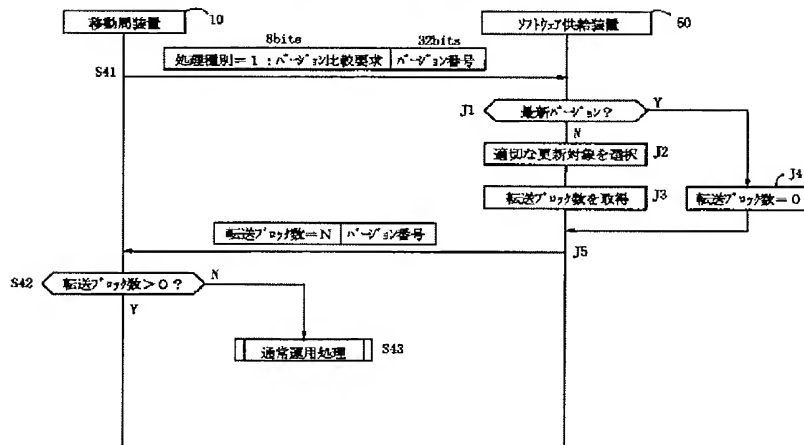 移動局装置
10
ソフトウェア供給装置
50
8bits
32bits
処理種別=1:バージョン比較要求
バージョン番号
S41
J1
最新バージョン?
Y
N
適切な更新対象を選択
J2
J4
転送ブロック数を取得
J3
転送ブロック数=0
転送ブロック数=N
バージョン番号
J5
S42
転送ブロック数>0?
N
Y
通常運用処理
S43